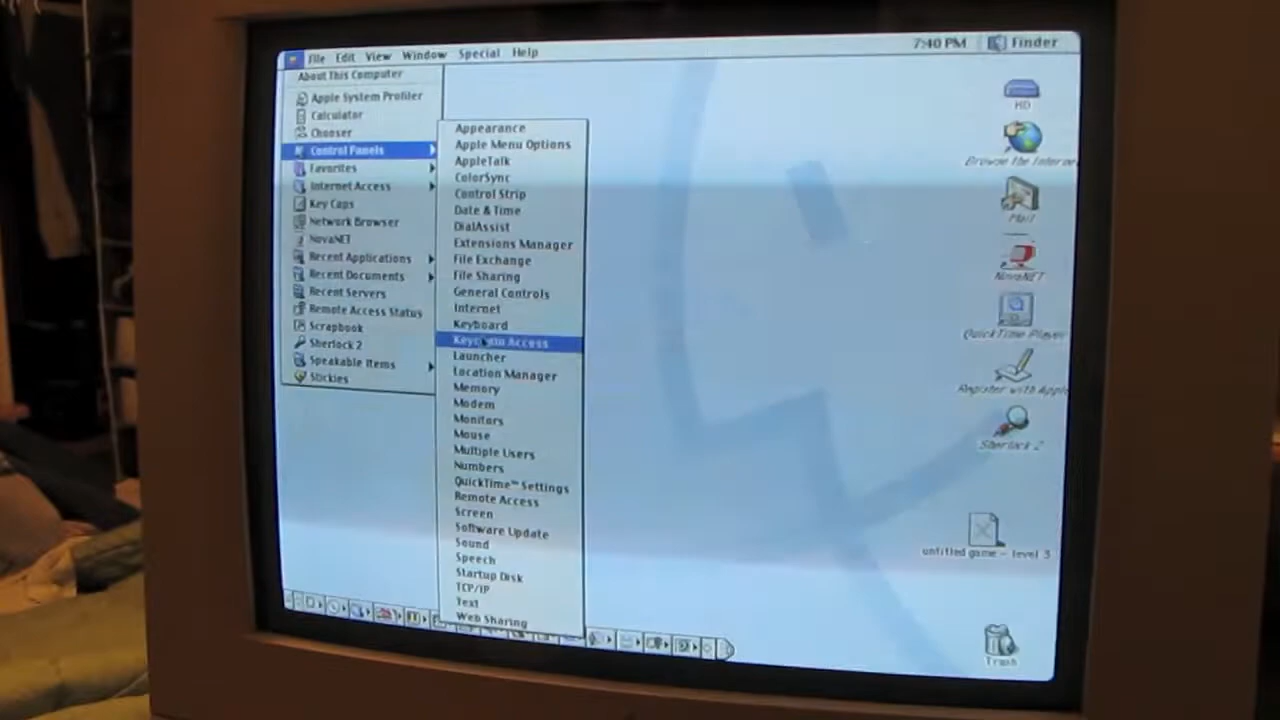 File Edit View Window Special Help
7:40 PM Finder
About This Computer
Apple System Profiler
Calculator
Chooser
Control Panels
Favorites
Internet Access
Key Caps
Network Browser
NovaNET
Recent Applications
Recent Documents
Recent Servers
Remote Access Status
Scrapbook
Sherlock 2
Speakable Items
Stickies
Appearance
Apple Menu Options
AppleTalk
ColorSync
Control Strip
Date & Time
DialAssist
Extensions Manager
File Exchange
File Sharing
General Controls
Internet
Keyboard
Keychain Access
Launcher
Location Manager
Memory
Modem
Monitors
Mouse
Multiple Users
Numbers
QuickTime™ Settings
Remote Access
Screen
Software Update
Sound
Speech
Startup Disk
TCP/IP
Text
Web Sharing
HD
Browse the Internet
Mail
NovaNET
QuickTime Player
Register with Apple
Sherlock 2
untitled game - level 3
Trash